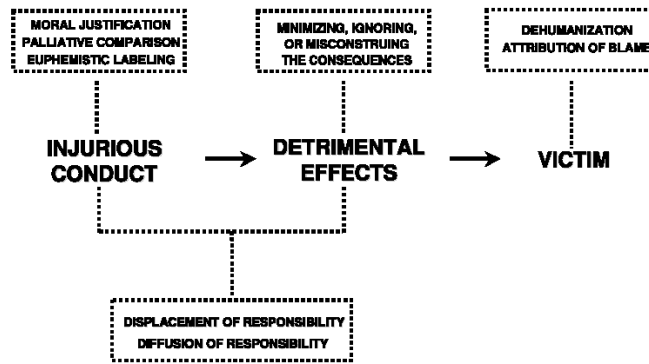 MORAL JUSTIFICATION
PALLIATIVE COMPARISON
EUPHEMISTIC LABELING
MINIMIZING, IGNORING,
OR MISCONSTRUING
THE CONSEQUENCES
DEHUMANIZATION
ATTRIBUTION OF BLAME
INJURIOUS
CONDUCT
DETRIMENTAL
EFFECTS
VICTIM
DISPLACEMENT OF RESPONSIBILITY
DIFFUSION OF RESPONSIBILITY